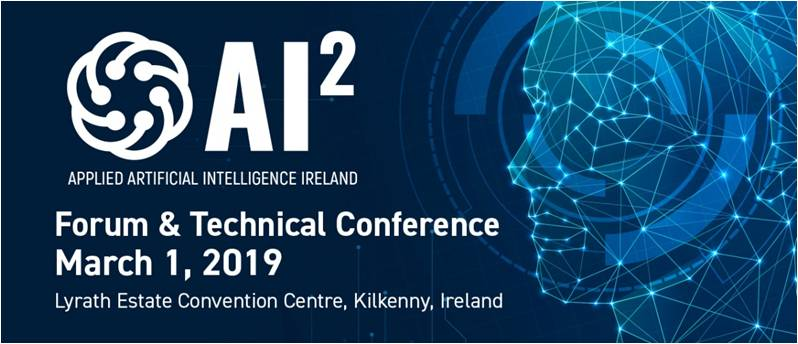 AI²
APPLIED ARTIFICIAL INTELLIGENCE IRELAND
Forum & Technical Conference
March 1, 2019
Lyrath Estate Convention Centre, Kilkenny, Ireland